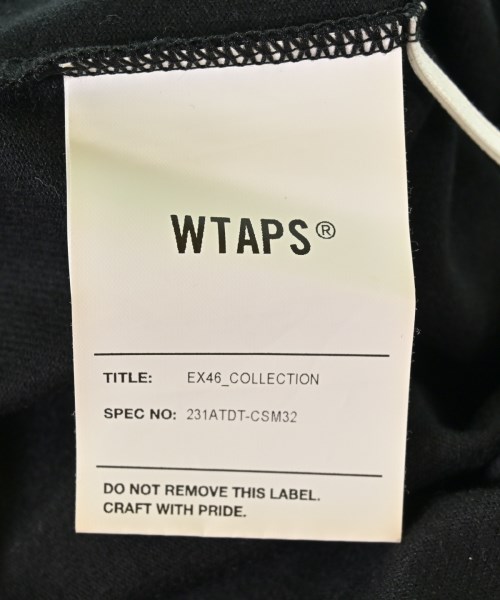 WTAPS®
TITLE: EX46_COLLECTION
SPEC NO: 231ATDT-CSM32
DO NOT REMOVE THIS LABEL.
CRAFT WITH PRIDE.